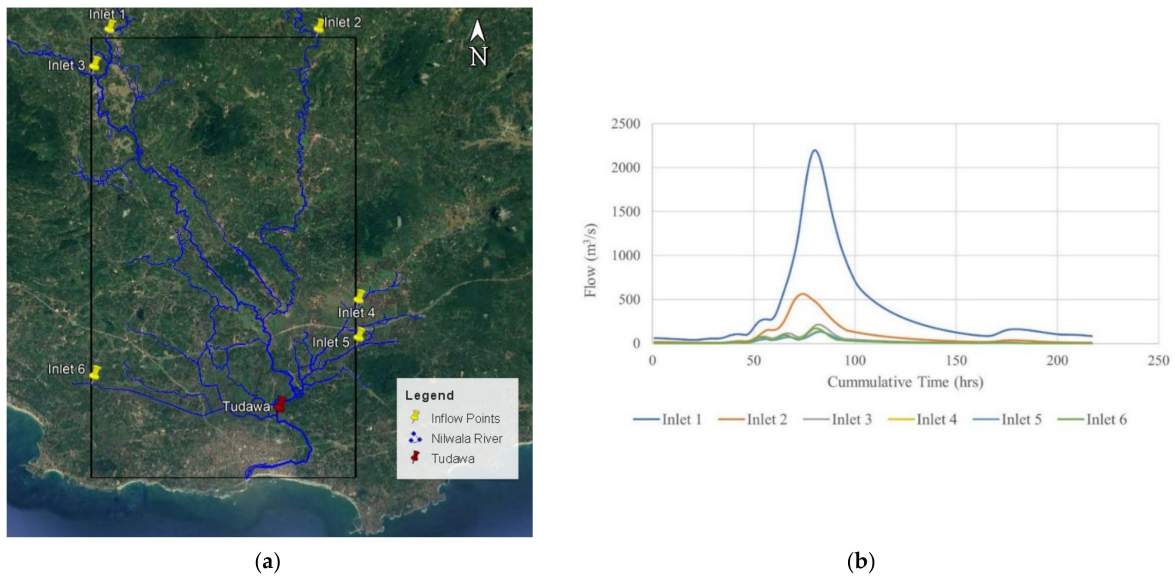 Inlet 1
Inlet 2
N
Inlet 3
Inlet 4
Inlet 5
Inlet 6
Tudawa
Legend
Inflow Points
Nilwala River
Tudawa
(a)
2500
2000
1500
1000
500
0
Flow (m³/s)
0 50 100 150 200 250
Cummulative Time (hrs)
Inlet 1 Inlet 2 Inlet 3 Inlet 4 Inlet 5 Inlet 6
(b)